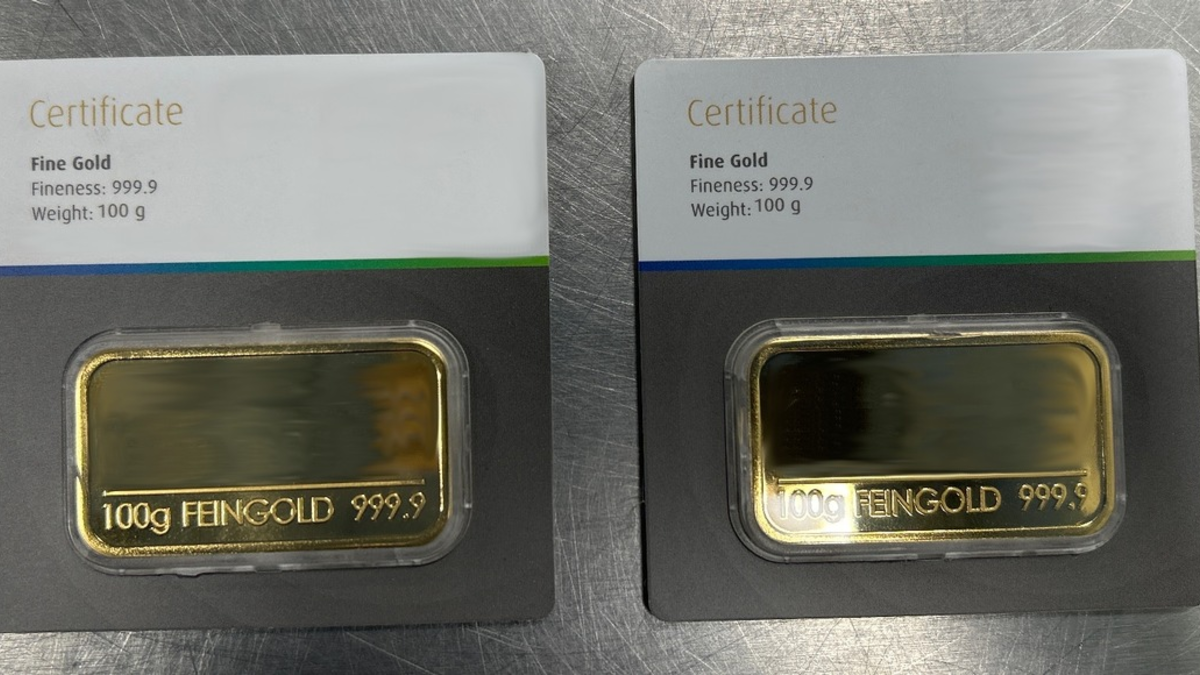 Certificate
Fine Gold
Fineness: 999.9
Weight: 100 g
100g FEINGOLD 999.9
Certificate
Fine Gold
Fineness: 999.9
Weight: 100 g
100g FEINGOLD 999.9